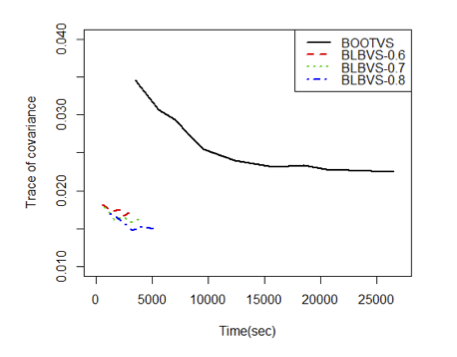 BOOTVS
BLBVS-0.6
BLBVS-0.7
BLBVS-0.8
0.040
0.030
0.020
0.010
Trace of covariance
0 5000 10000 15000 20000 25000
Time(sec)